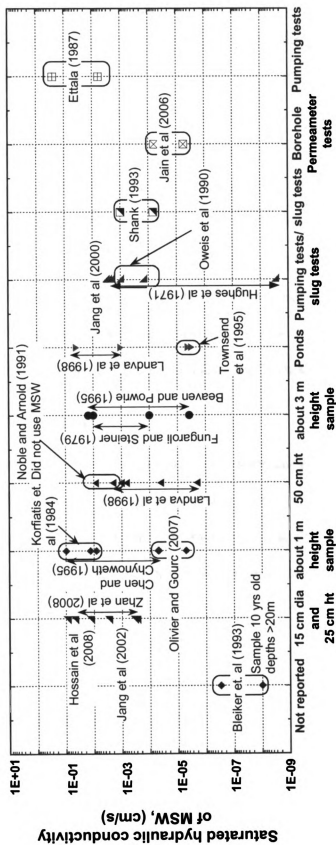 Saturated hydraulic conductivity
of MSW, (cm/s)
1E+01
1E-01
1E-03
1E-05
1E-07
1E-09
Hossain et al
(2008)
Jang et al (2002)
Zhan et al (2008)
Bleiker et. al (1993)
Sample 10 yrs old
depths >20m
Korfiatis et. al (1984)
Did not use MSW
Noble and Arnold (1991)
Chen and
Chynoweth (1995)
Olivier and Gourc (2007)
Landva et al (1998)
Fungaroli and Steiner (1979)
Beaven and Powrie (1995)
Landva et al (1998)
Townsend
et al (1995)
Jang et al (2000)
Hughes et al (1971)
Oweis et al (1990)
Shank (1993)
Jain et al (2006)
Ettala (1987)
Not reported
15 cm dia
and
25 cm ht
about 1 m
height
sample
50 cm ht
about 3 m
height
sample
Ponds
Pumping tests/
slug tests
slug tests
Borehole
Permeameter
tests
Pumping tests